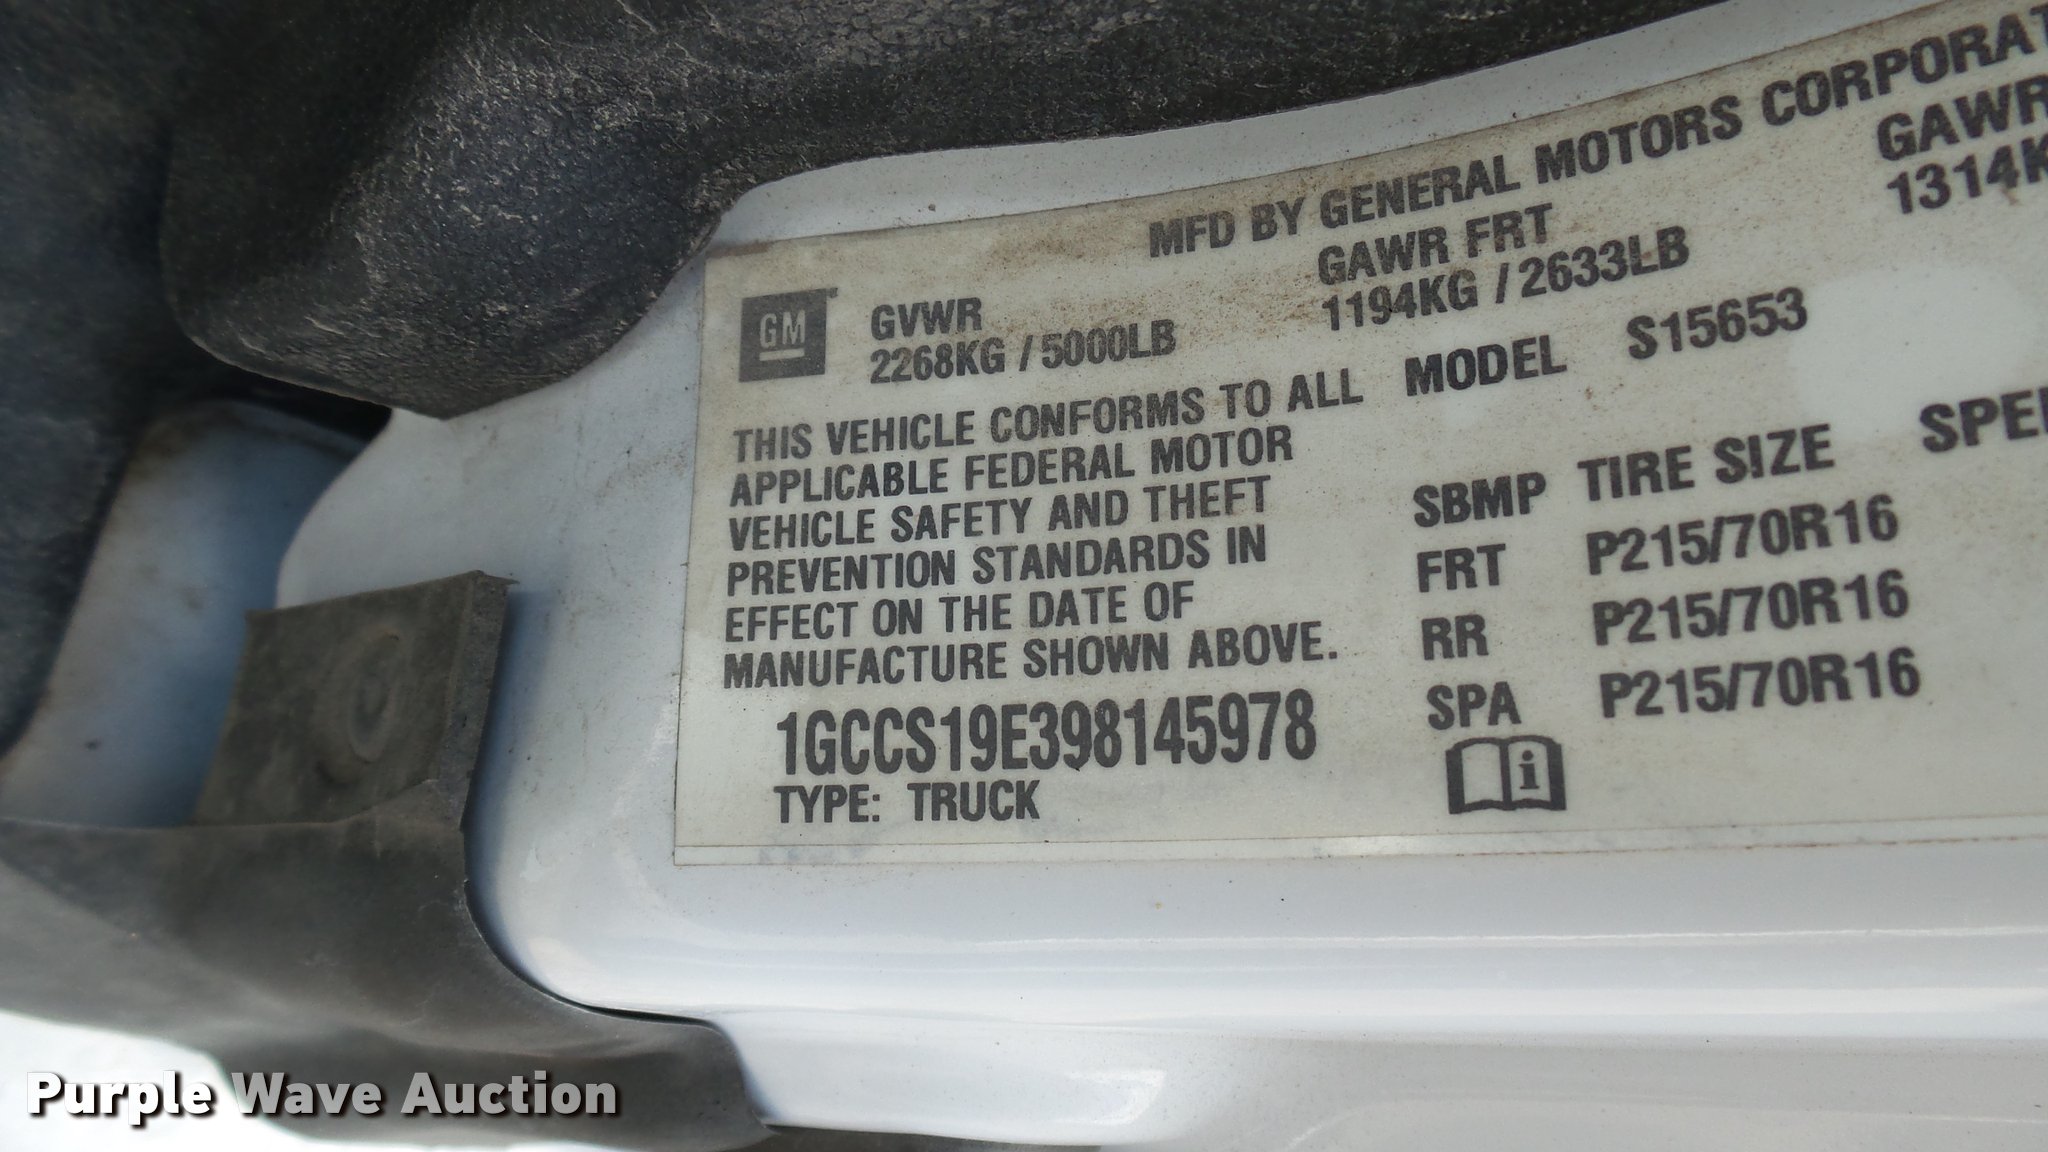 MFD BY GENERAL MOTORS CORPORAT
GM
GVWR
2268KG / 5000LB
GAWR FRT
1194KG / 2633LB
GAWR
1314K
THIS VEHICLE CONFORMS TO ALL
APPLICABLE FEDERAL MOTOR
VEHICLE SAFETY AND THEFT
PREVENTION STANDARDS IN
EFFECT ON THE DATE OF
MANUFACTURE SHOWN ABOVE.
1GCCS19E398145978
TYPE: TRUCK
MODEL S15653
SBMP TIRE SIZE SPE
FRT P215/70R16
RR P215/70R16
SPA P215/70R16
i
Purple Wave Auction